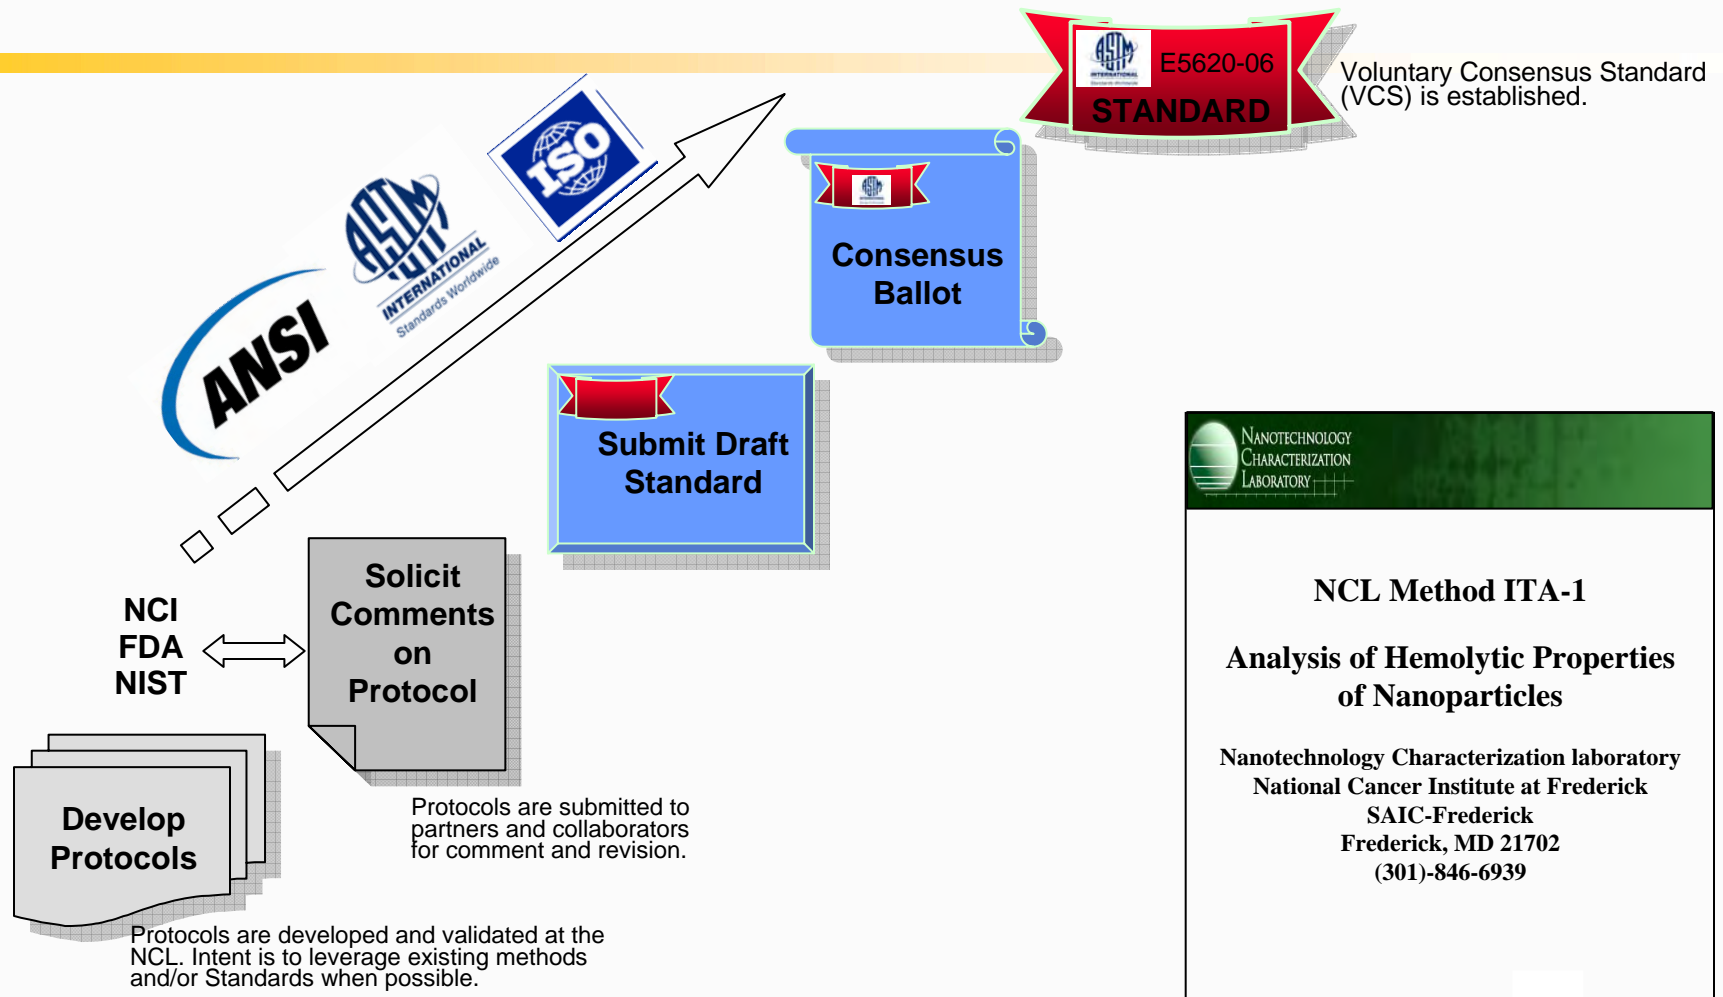 ASTM
INTERNATIONAL
Standards Worldwide
E5620-06
STANDARD
Voluntary Consensus Standard
(VCS) is established.
ISO
ASTM
INTERNATIONAL
Standards Worldwide
ANSI
Consensus
Ballot
Submit Draft
Standard
Solicit
Comments
on
Protocol
NCI
FDA
NIST
Develop
Protocols
Protocols are submitted to
partners and collaborators
for comment and revision.
Protocols are developed and validated at the
NCL. Intent is to leverage existing methods
and/or Standards when possible.
NANOTECHNOLOGY
CHARACTERIZATION
LABORATORY
NCL Method ITA-1
Analysis of Hemolytic Properties
of Nanoparticles
Nanotechnology Characterization laboratory
National Cancer Institute at Frederick
SAIC-Frederick
Frederick, MD 21702
(301)-846-6939